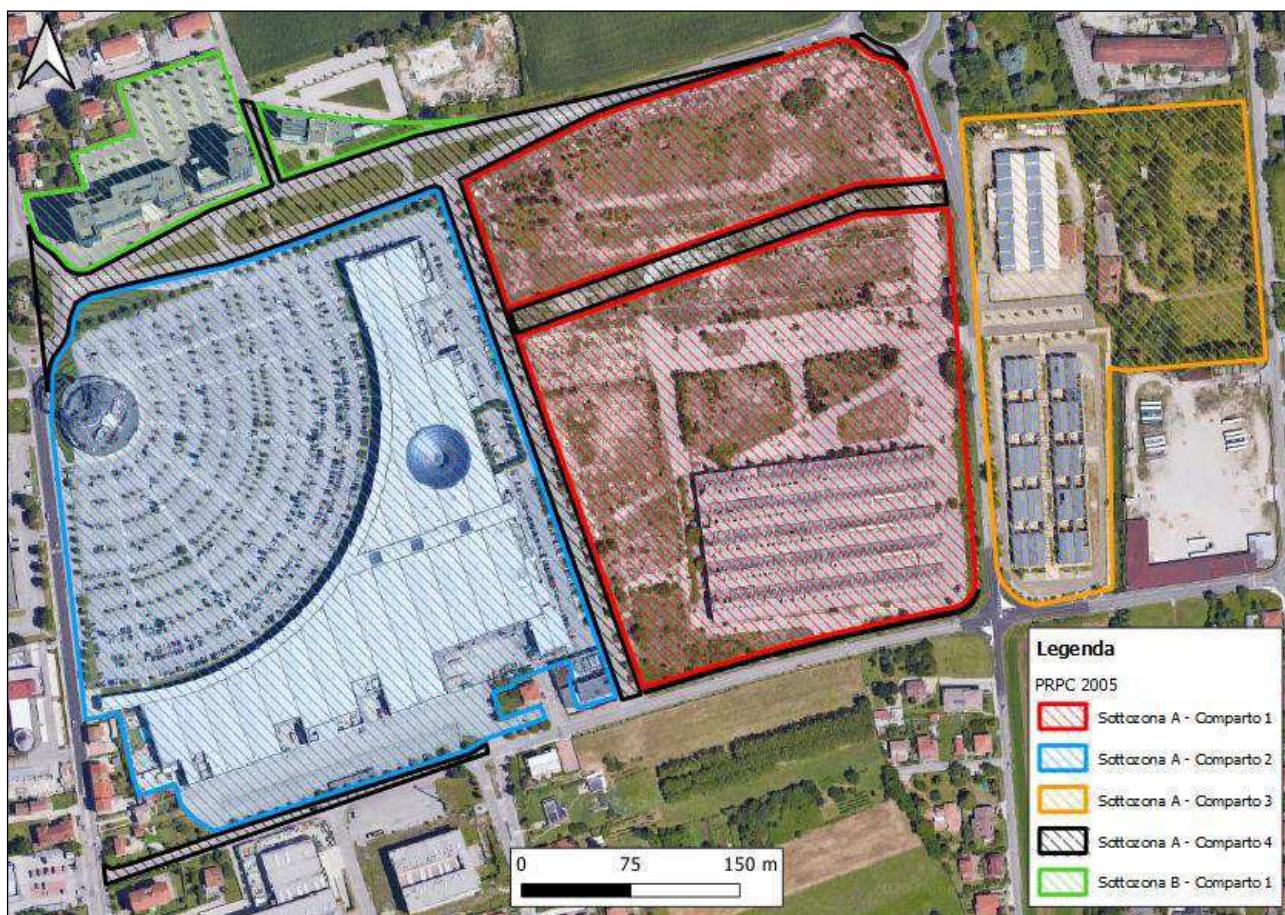 Legenda
PRPC 2005
Sottozona A - Comparto 1
Sottozona A - Comparto 2
Sottozona A - Comparto 3
Sottozona A - Comparto 4
Sottozona B - Comparto 1
0 75 150 m